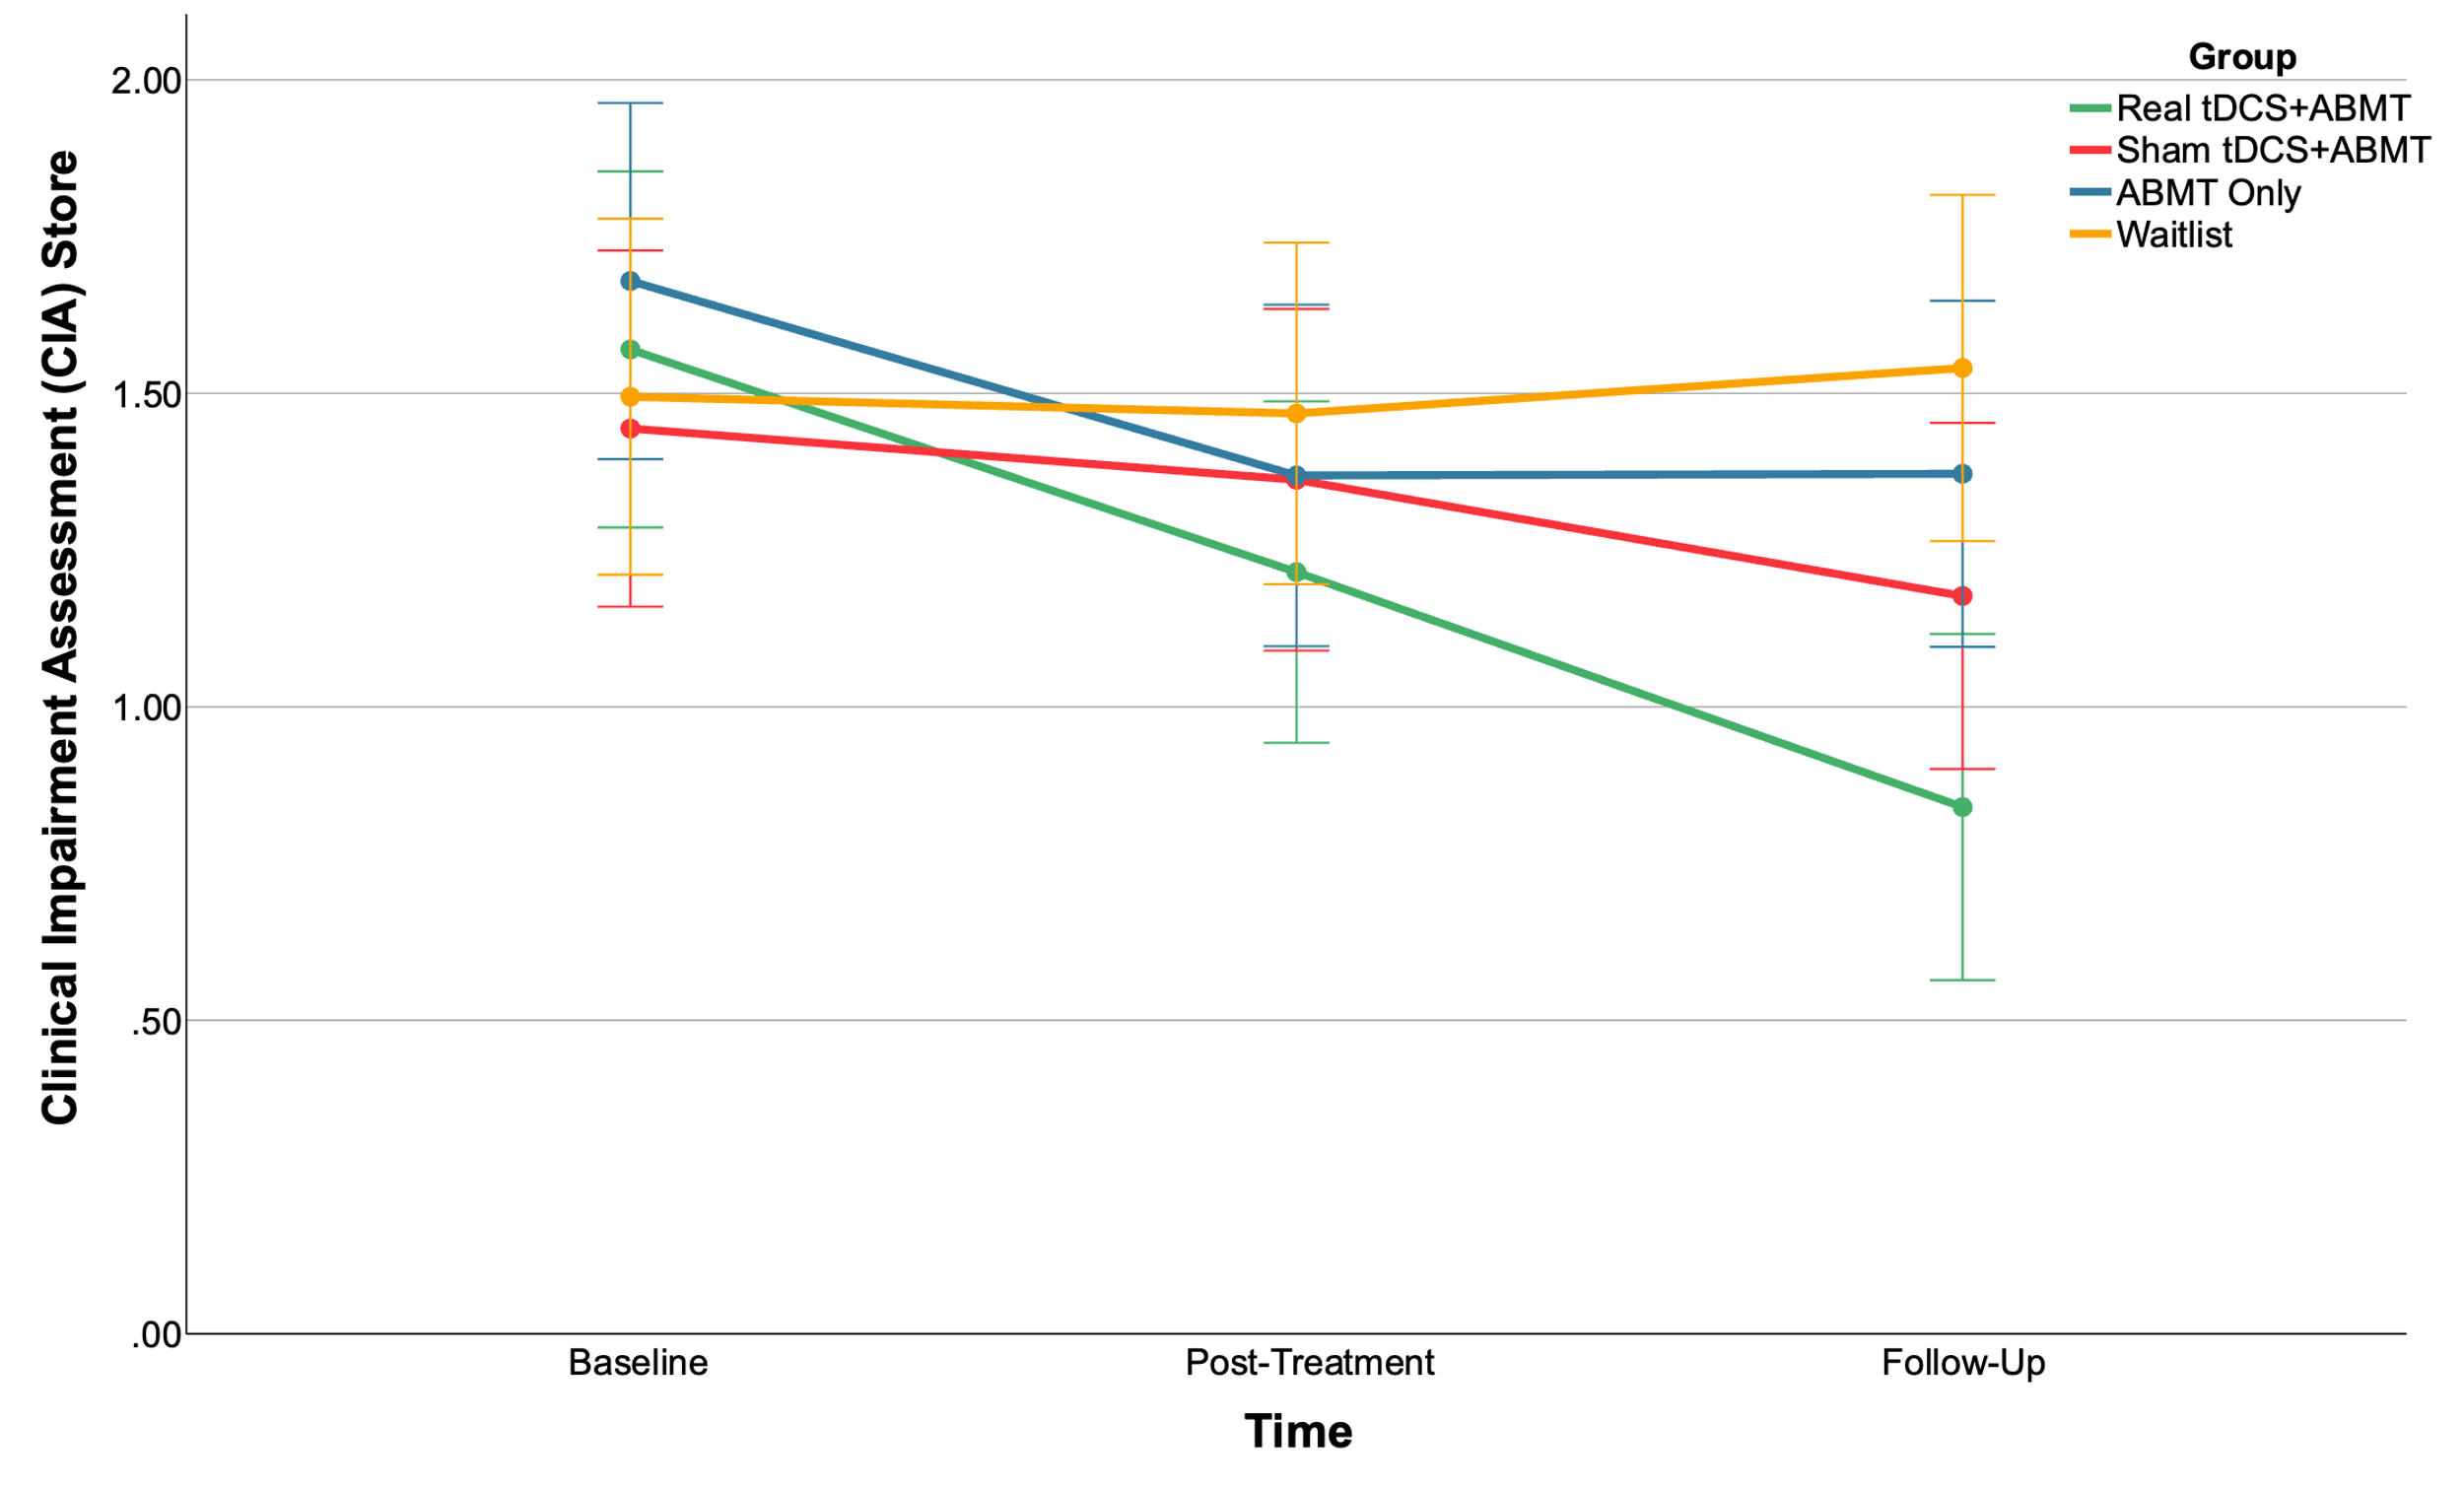 Clinical Impairment Assessment (CIA) Store
2.00
1.50
1.00
.50
.00
Group
Real tDCS+ABMT
Sham tDCS+ABMT
ABMT Only
Waitlist
Baseline
Post-Treatment
Follow-Up
Time